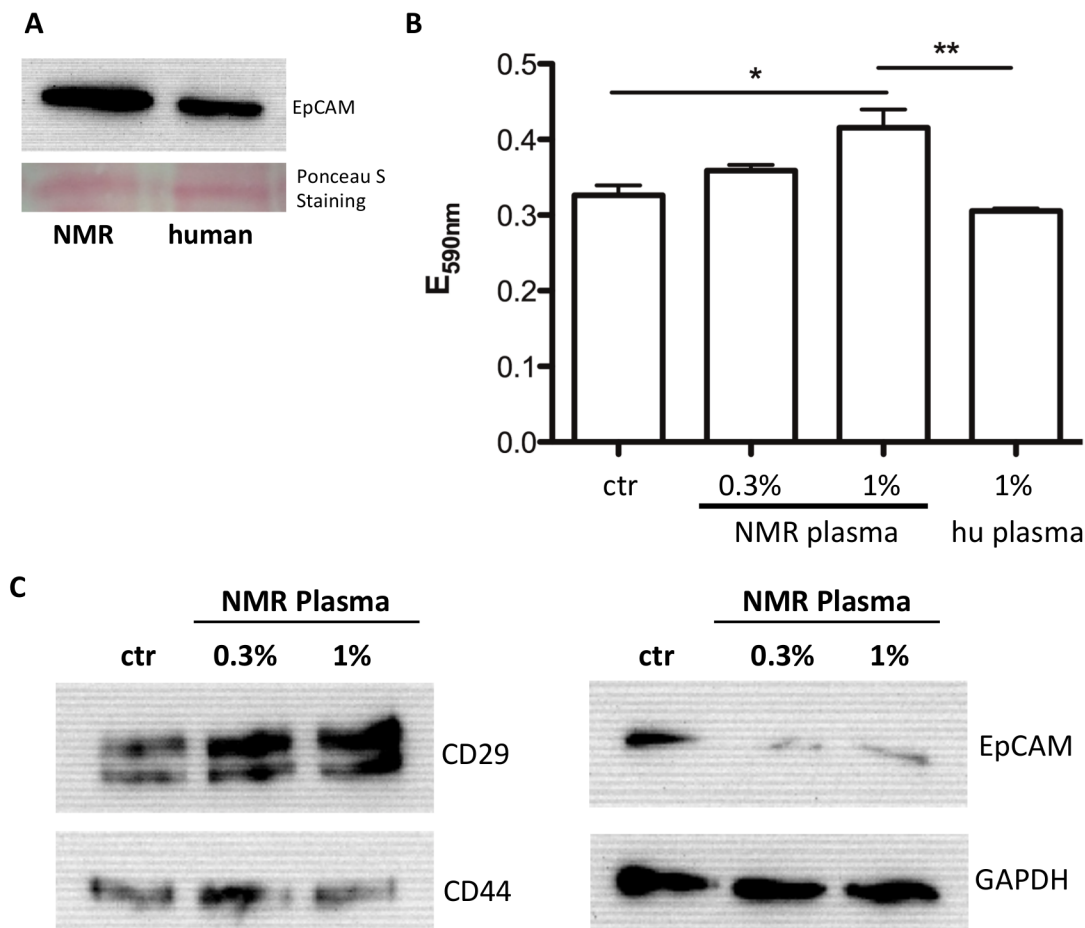 A
EpCAM
Ponceau S
Staining
NMR human
B
* **
0.5
0.4
0.3
0.2
0.1
0.0
E590nm
ctr 0.3% 1% 1%
NMR plasma hu plasma
C
NMR Plasma
ctr 0.3% 1%
CD29
CD44
NMR Plasma
ctr 0.3% 1%
EpCAM
GAPDH